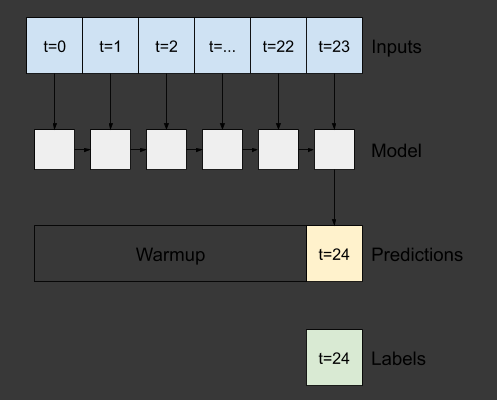 t=0 t=1 t=2 t=... t=22 t=23 Inputs
Model
Warmup t=24 Predictions
t=24 Labels